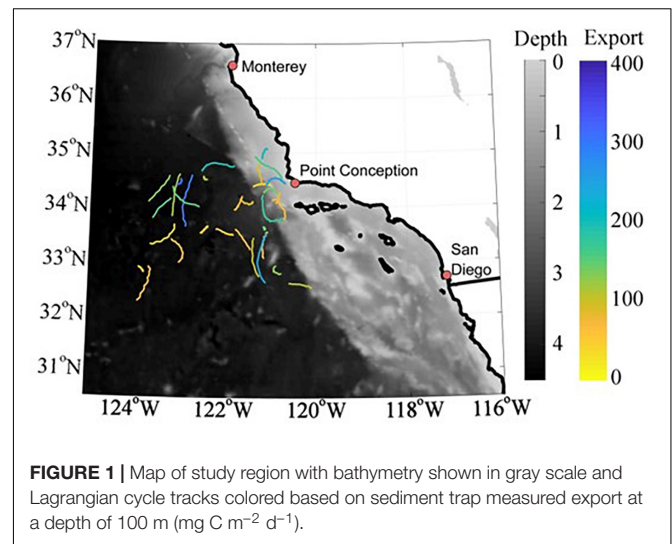 Depth Export
37°N
36°N
35°N
34°N
33°N
32°N
31°N
124°W 122°W 120°W 118°W 116°W
Monterey
Point Conception
San
Diego
0
1
2
3
4
400
300
200
100
0
FIGURE 1 | Map of study region with bathymetry shown in gray scale and
Lagrangian cycle tracks colored based on sediment trap measured export at
a depth of 100 m (mg C m⁻² d⁻¹).